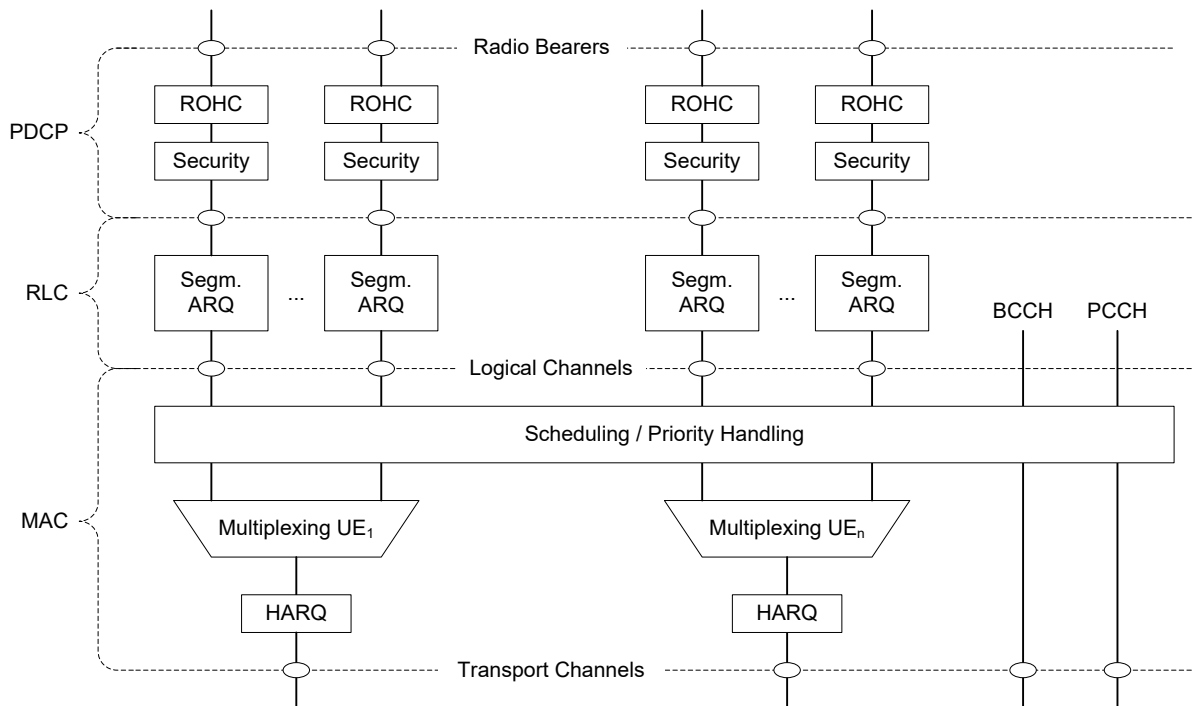 Radio Bearers
ROHC ROHC ROHC ROHC
PDCP
Security Security Security Security
Segm. Segm. Segm. Segm.
ARQ ... ARQ ARQ ... ARQ
RLC
BCCH PCCH
Logical Channels
Scheduling / Priority Handling
MAC
Multiplexing UE1 Multiplexing UEn
HARQ HARQ
Transport Channels